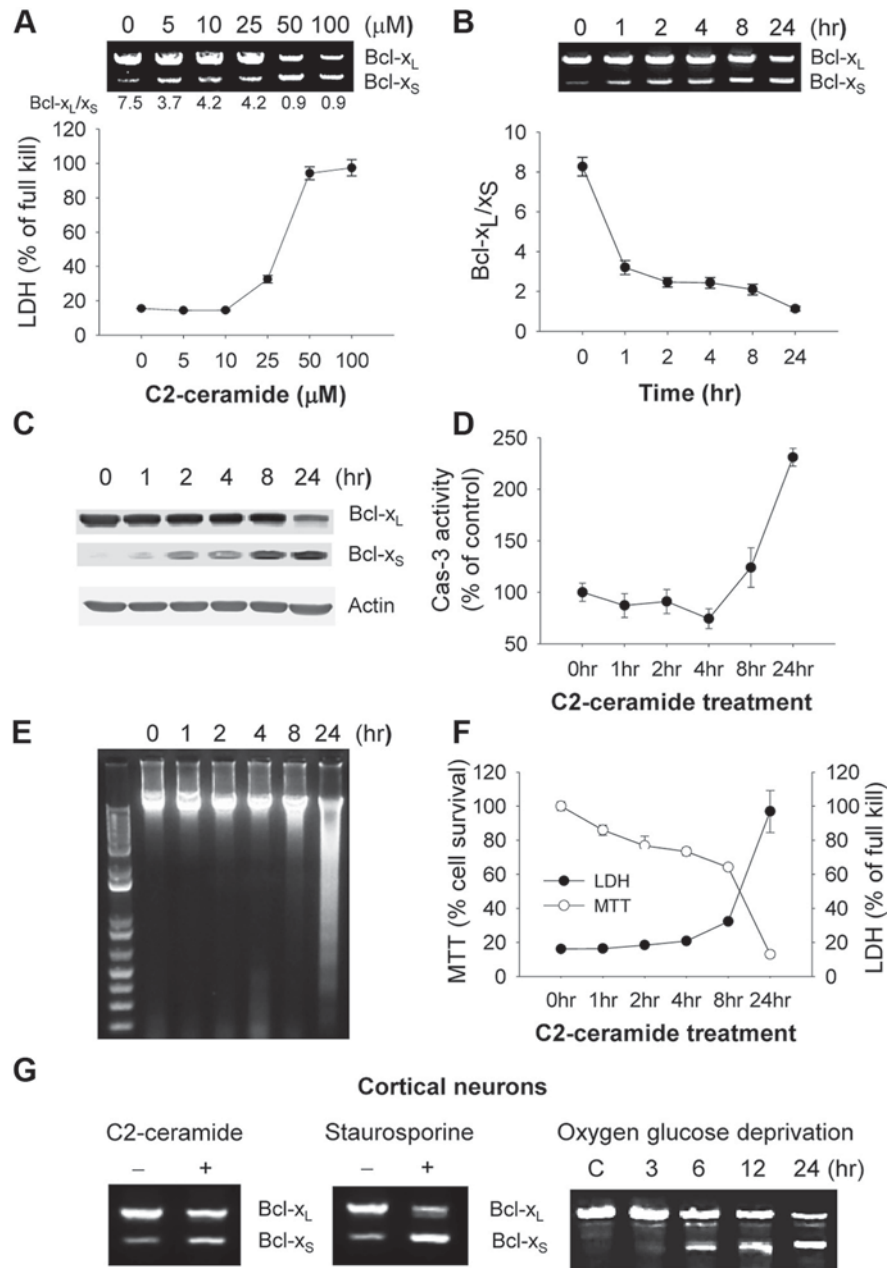 A
0 5 10 25 50 100 (µM)
Bcl-xL
Bcl-xS
Bcl-xL/xS 7.5 3.7 4.2 4.2 0.9 0.9
LDH (% of full kill)
120
100
80
60
40
20
0
0 5 10 25 50 100
C2-ceramide (µM)
B
0 1 2 4 8 24 (hr)
Bcl-xL
Bcl-xS
Bcl-xL/xS
10
8
6
4
2
0
0 1 2 4 8 24
Time (hr)
C
0 1 2 4 8 24 (hr)
Bcl-xL
Bcl-xS
Actin
D
Cas-3 activity
(% of control)
250
200
150
100
50
0hr 1hr 2hr 4hr 8hr 24hr
C2-ceramide treatment
E
0 1 2 4 8 24 (hr)
F
MTT (% cell survival)
120
100
80
60
40
20
0
LDH
MTT
120
100
80
60
40
20
0
LDH (% of full kill)
0hr 1hr 2hr 4hr 8hr 24hr
C2-ceramide treatment
G
Cortical neurons
C2-ceramide
– +
Bcl-xL
Bcl-xS
Staurosporine
– +
Bcl-xL
Bcl-xS
Oxygen glucose deprivation
C 3 6 12 24 (hr)